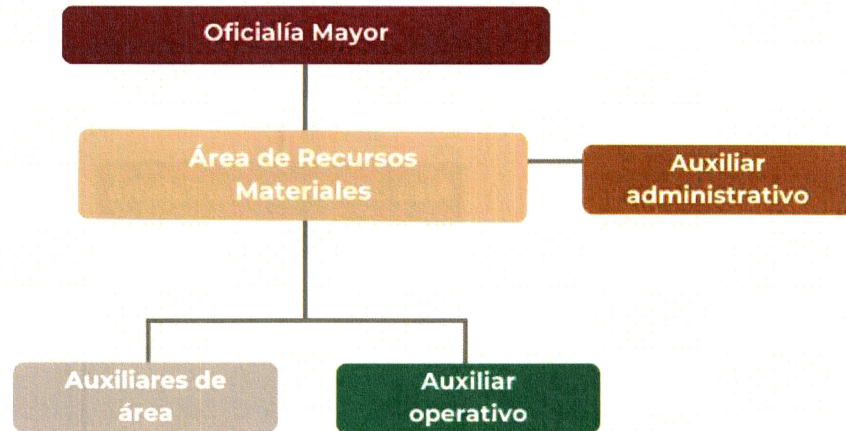 Oficialía Mayor
Área de Recursos
Materiales
Auxiliar
administrativo
Auxiliares de
área
Auxiliar
operativo